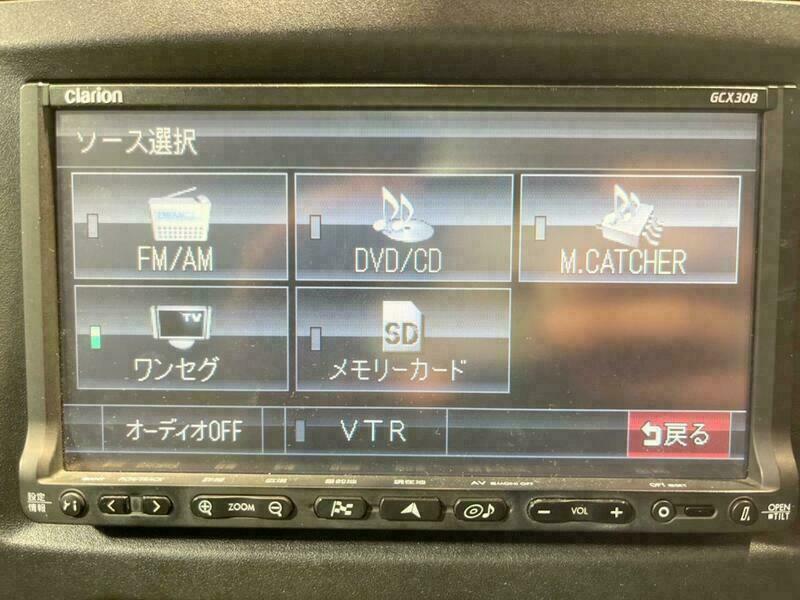 clarion
GCX308
ソース選択
FM/AM
DVD/CD
M.CATCHER
TV
ワンセグ
SD
メモリーカード
オーディオOFF
VTR
戻る
設定
情報
ZOOM
VOL
OPEN
TILT